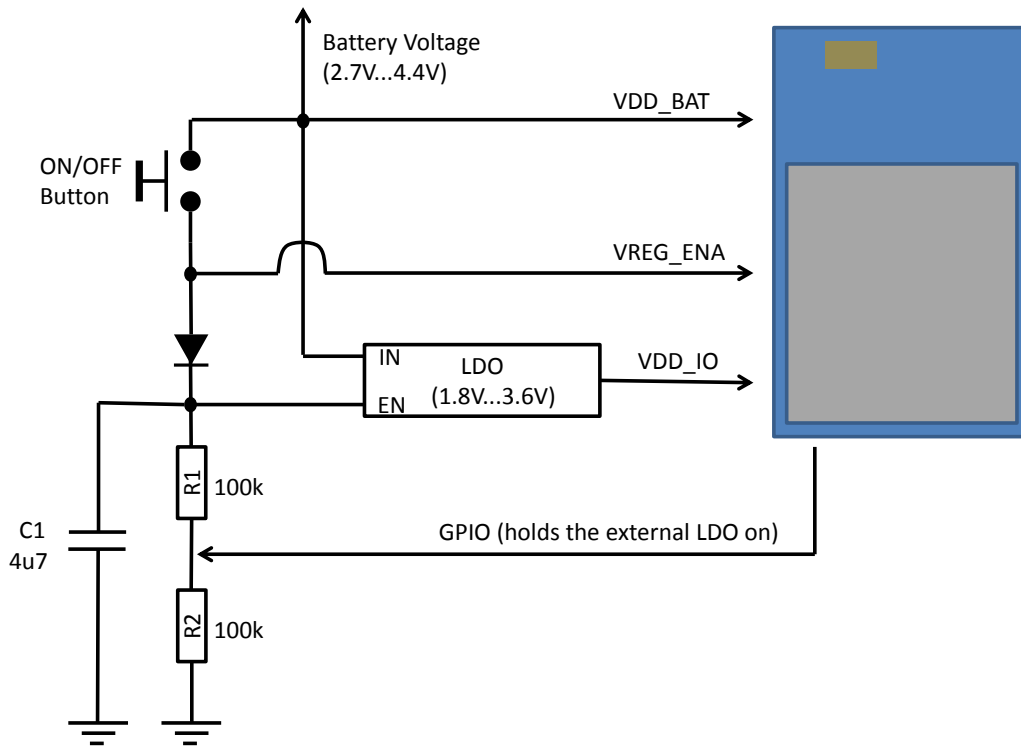 Battery Voltage
(2.7V...4.4V)
VDD_BAT
ON/OFF
Button
VREG_ENA
IN
LDO
VDD_IO
(1.8V...3.6V)
EN
R1
100k
C1
4u7
GPIO (holds the external LDO on)
R2
100k